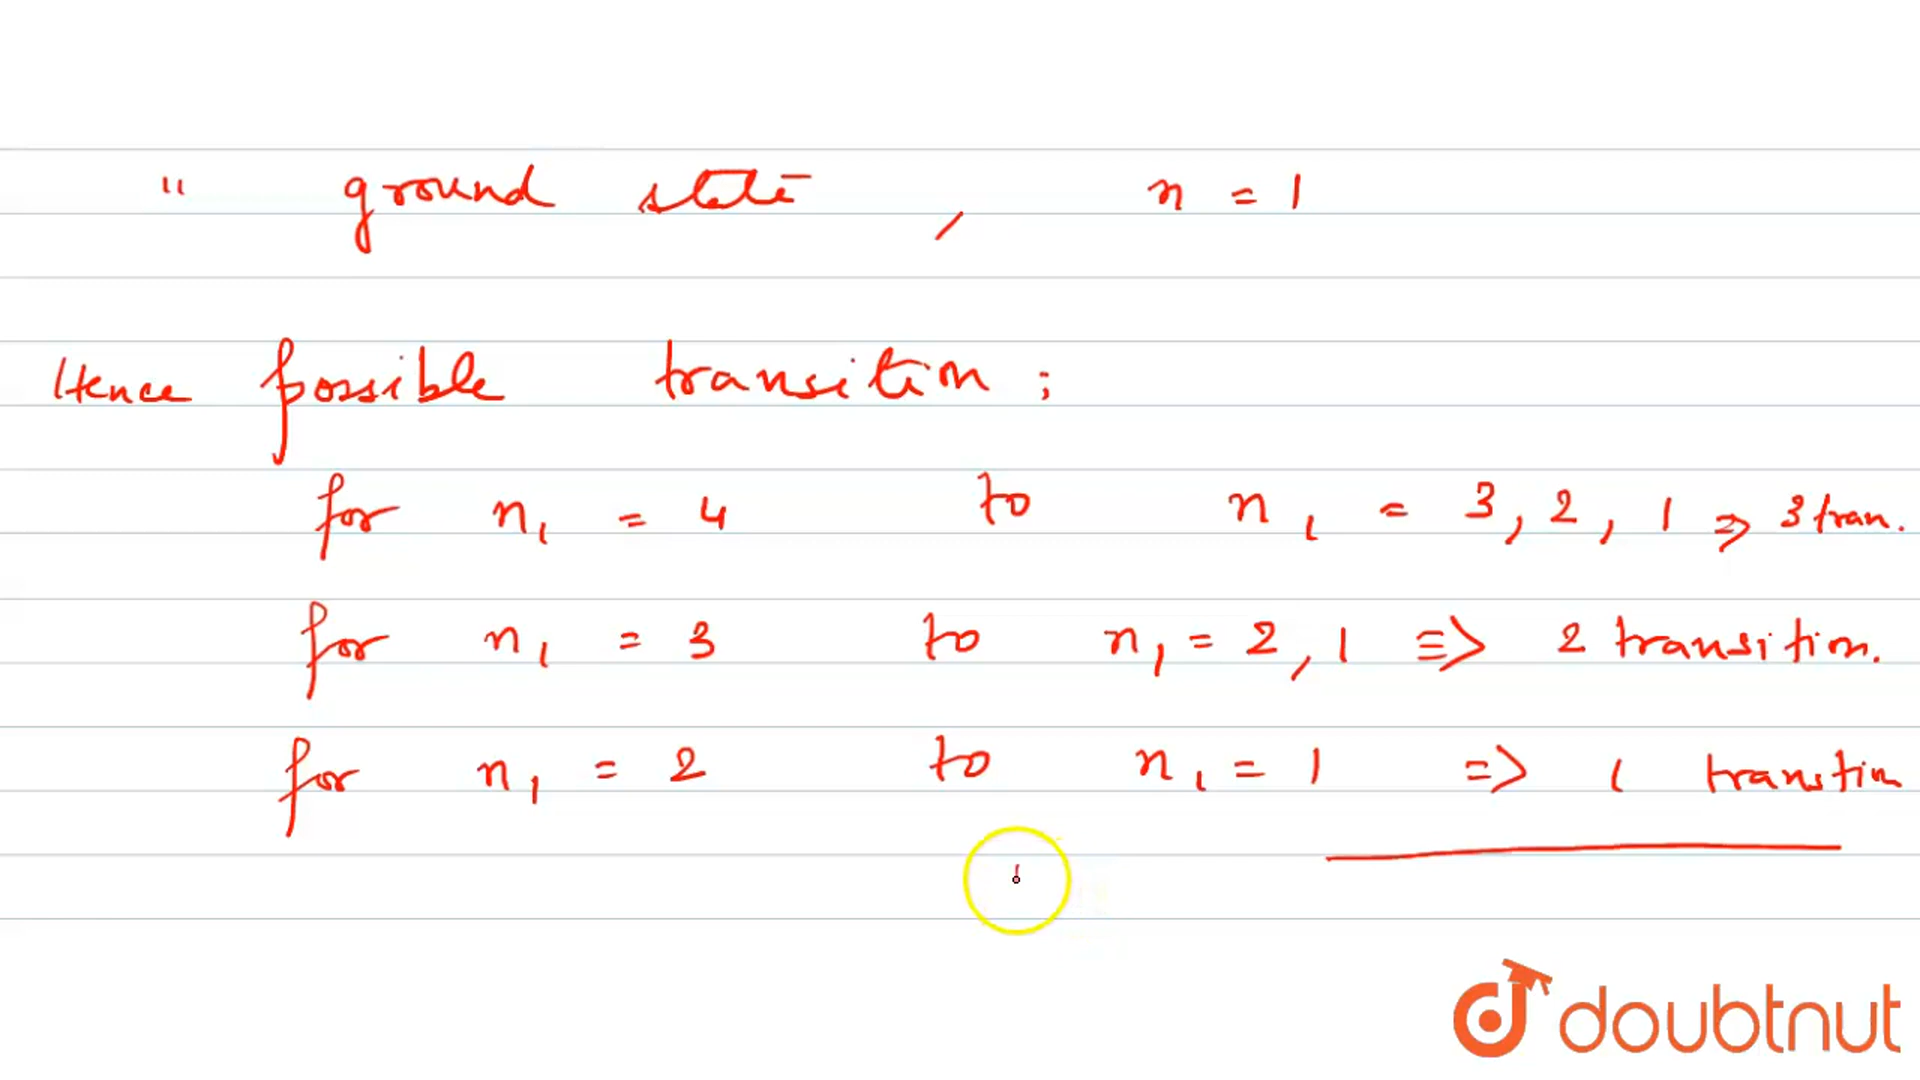 " ground state , n = 1
Hence possible transition ;
for n₁ = 4 to n₁ = 3, 2, 1 ⇒ 3 tran.
for n₁ = 3 to n₁ = 2, 1 ≡> 2 transition.
for n₁ = 2 to n₁ = 1 => 1 transtion
doubtnut